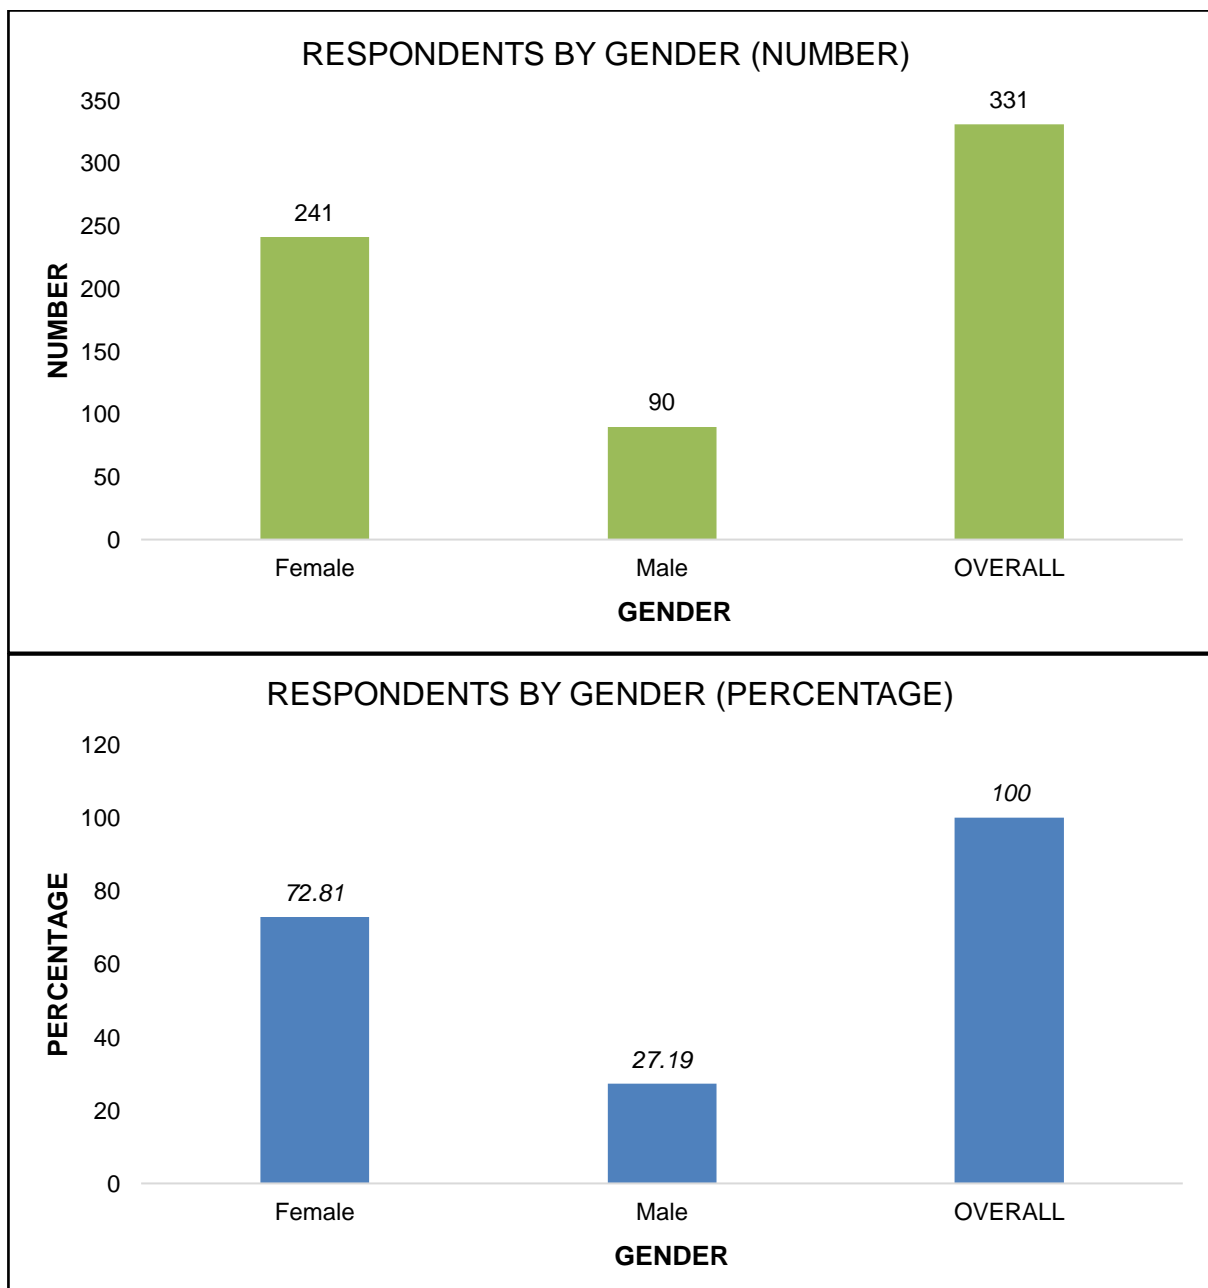 RESPONDENTS BY GENDER (NUMBER)
350
300
250
200
150
100
50
0
NUMBER
241
90
331
Female Male OVERALL
GENDER
RESPONDENTS BY GENDER (PERCENTAGE)
120
100
80
60
40
20
0
PERCENTAGE
72.81
27.19
100
Female Male OVERALL
GENDER